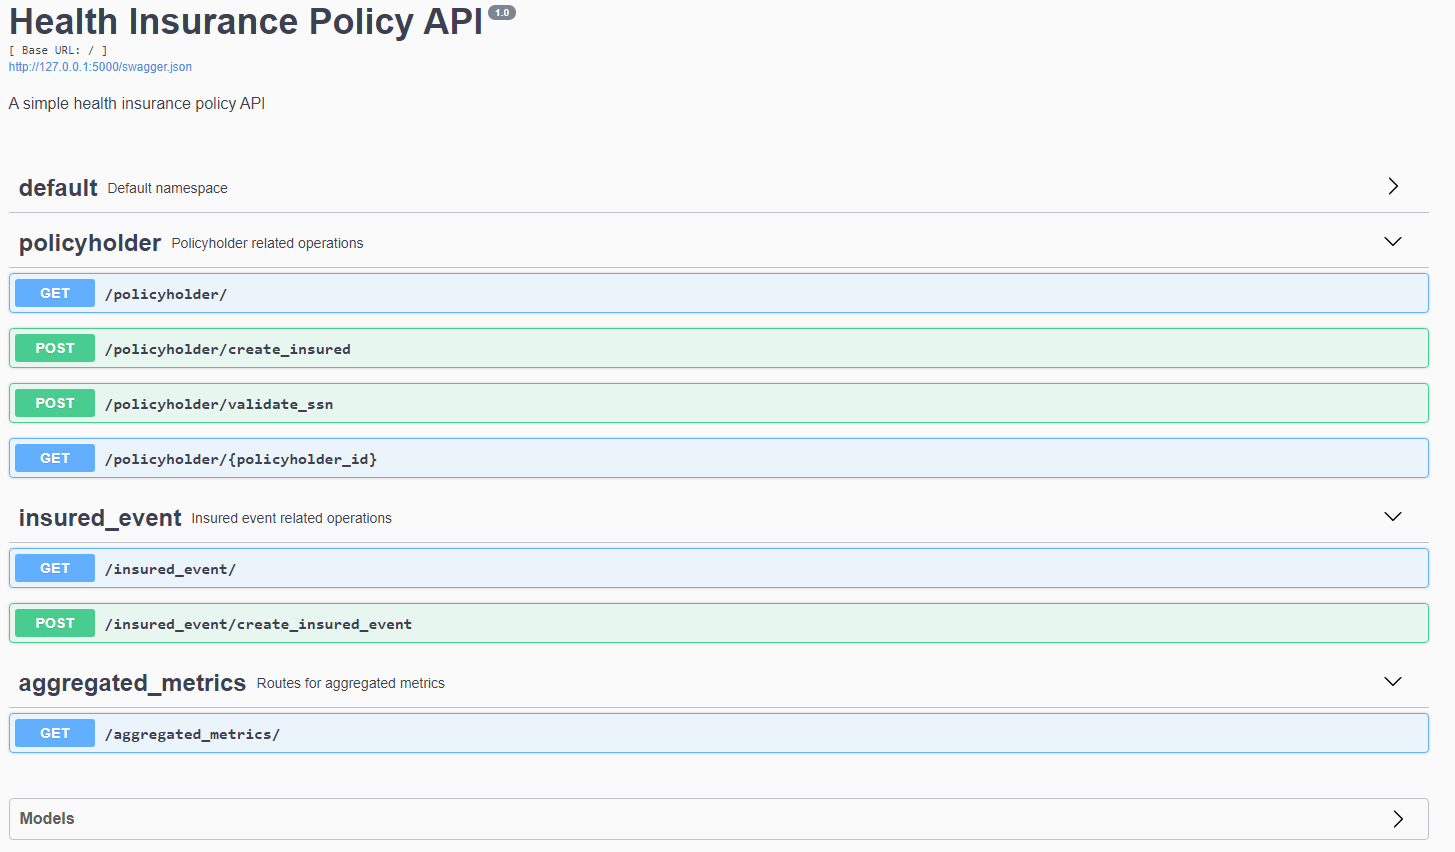 Health Insurance Policy API 1.0
[ Base URL: / ]
http://127.0.0.1:5000/swagger.json
A simple health insurance policy API
default Default namespace
policyholder Policyholder related operations
GET /policyholder/
POST /policyholder/create_insured
POST /policyholder/validate_ssn
GET /policyholder/{policyholder_id}
insured_event Insured event related operations
GET /insured_event/
POST /insured_event/create_insured_event
aggregated_metrics Routes for aggregated metrics
GET /aggregated_metrics/
Models